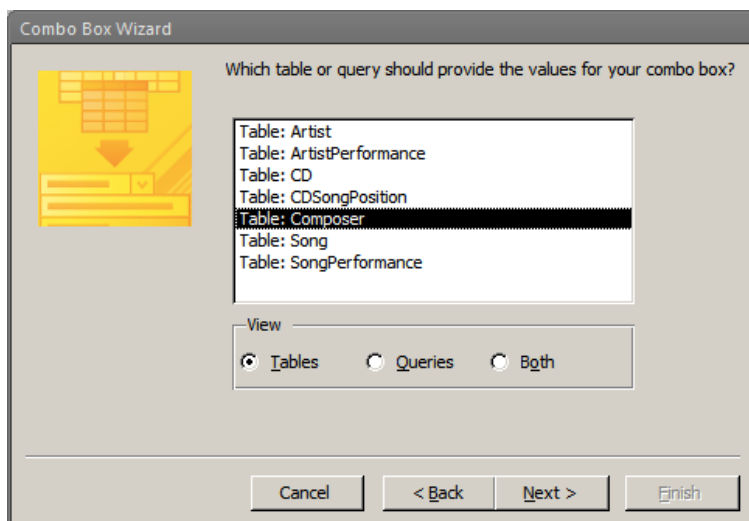 Combo Box Wizard
Which table or query should provide the values for your combo box?
Table: Artist
Table: ArtistPerformance
Table: CD
Table: CDSongPosition
Table: Composer
Table: Song
Table: SongPerformance
View
Tables Queries Both
Cancel < Back Next > Finish